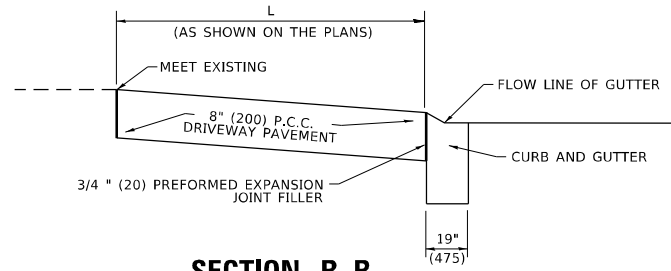 L
(AS SHOWN ON THE PLANS)
MEET EXISTING
FLOW LINE OF GUTTER
8" (200) P.C.C.
DRIVEWAY PAVEMENT
CURB AND GUTTER
3/4 " (20) PREFORMED EXPANSION
JOINT FILLER
19"
(475)
SECTION B-B